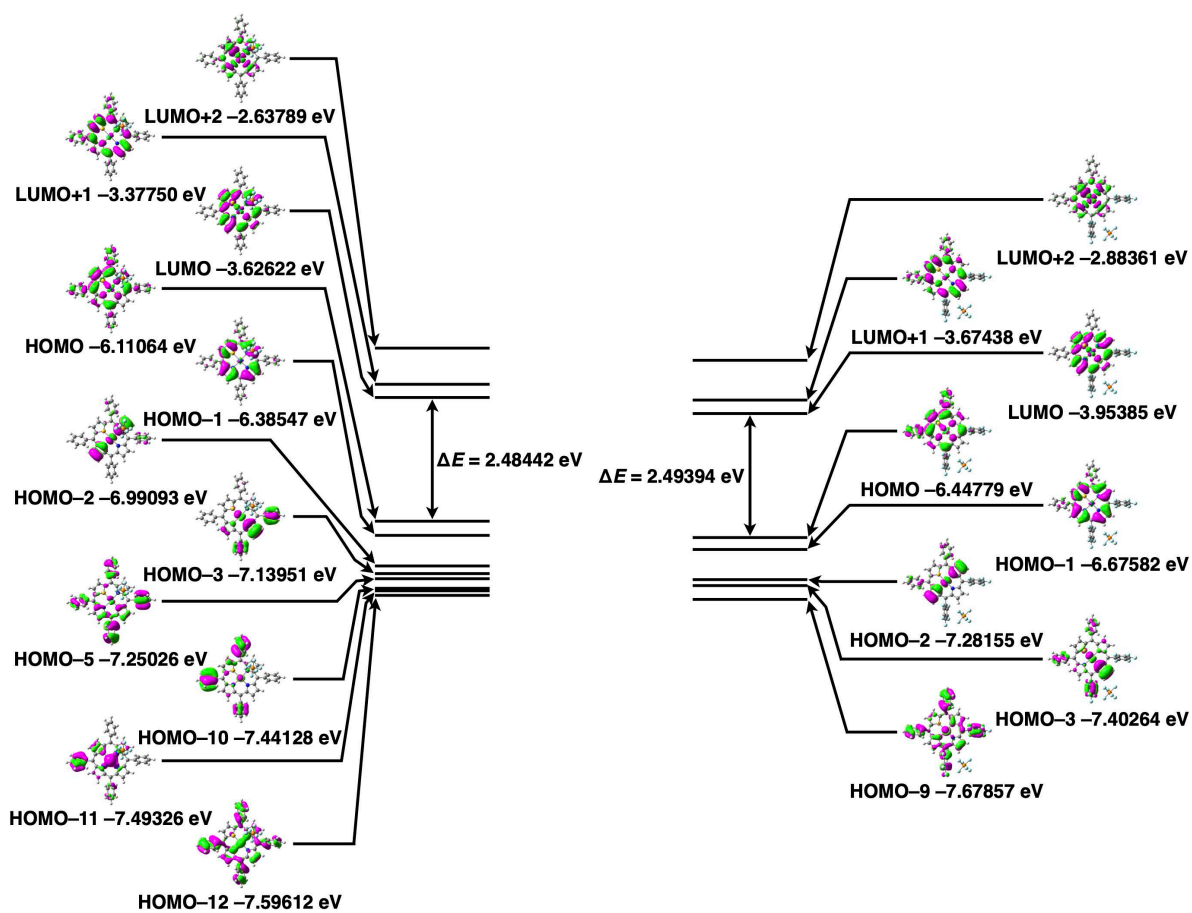 LUMO+2 –2.63789 eV
LUMO+1 –3.37750 eV
LUMO –3.62622 eV
HOMO –6.11064 eV
HOMO–1 –6.38547 eV
HOMO–2 –6.99093 eV
HOMO–3 –7.13951 eV
HOMO–5 –7.25026 eV
HOMO–10 –7.44128 eV
HOMO–11 –7.49326 eV
HOMO–12 –7.59612 eV
ΔE = 2.48442 eV
ΔE = 2.49394 eV
LUMO+2 –2.88361 eV
LUMO+1 –3.67438 eV
LUMO –3.95385 eV
HOMO –6.44779 eV
HOMO–1 –6.67582 eV
HOMO–2 –7.28155 eV
HOMO–3 –7.40264 eV
HOMO–9 –7.67857 eV